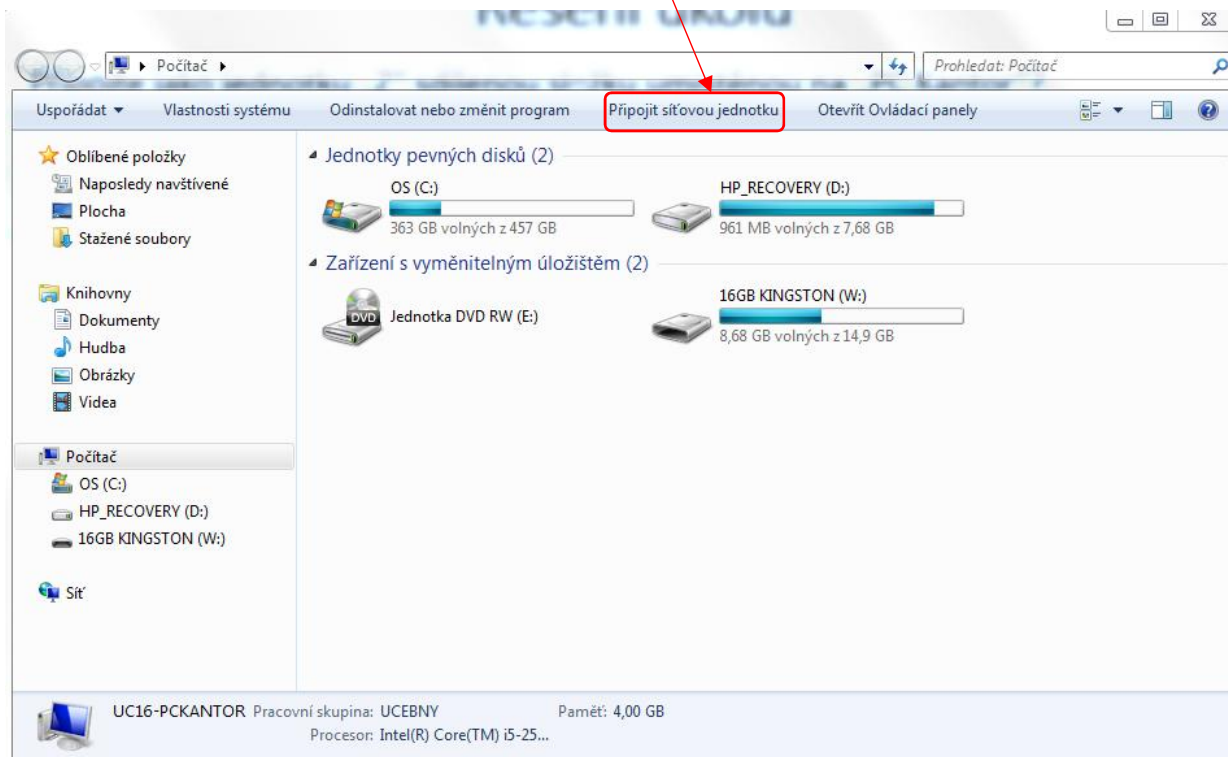 Počítač
Prohledat: Počítač
Uspořádat Vlastnosti systému Odinstalovat nebo změnit program Připojit síťovou jednotku Otevřít Ovládací panely
Oblíbené položky
Naposledy navštívené
Plocha
Stažené soubory
Knihovny
Dokumenty
Hudba
Obrázky
Videa
Počítač
OS (C:)
HP_RECOVERY (D:)
16GB KINGSTON (W:)
Síť
Jednotky pevných disků (2)
OS (C:)
363 GB volných z 457 GB
HP_RECOVERY (D:)
961 MB volných z 7,68 GB
Zařízení s vyměnitelným úložištěm (2)
DVD
Jednotka DVD RW (E:)
16GB KINGSTON (W:)
8,68 GB volných z 14,9 GB
UC16-PCKANTOR Pracovní skupina: UCEBNY Paměť: 4,00 GB
Procesor: Intel(R) Core(TM) i5-25...